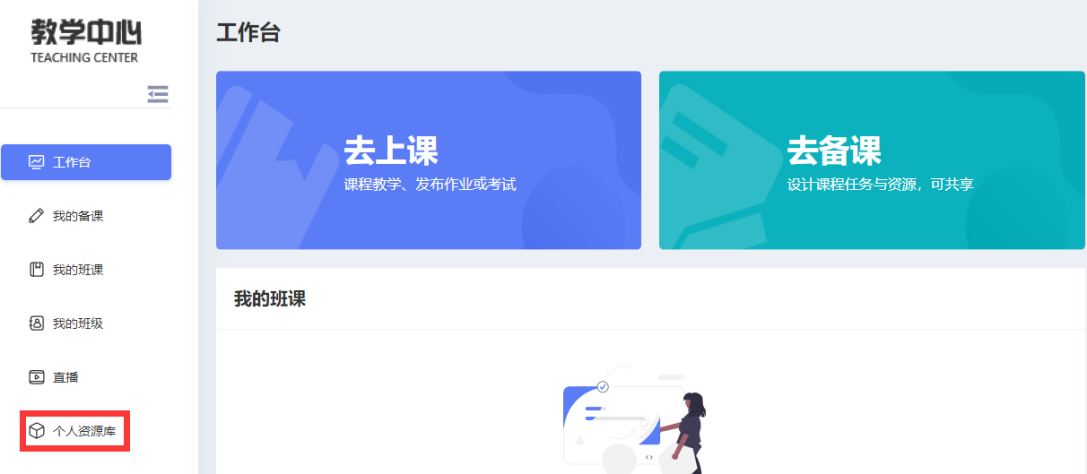 教学中心
TEACHING CENTER
工作台
我的备课
我的班课
我的班级
直播
个人资源库
工作台
去上课
课程教学、发布作业或考试
去备课
设计课程任务与资源，可共享
我的班课